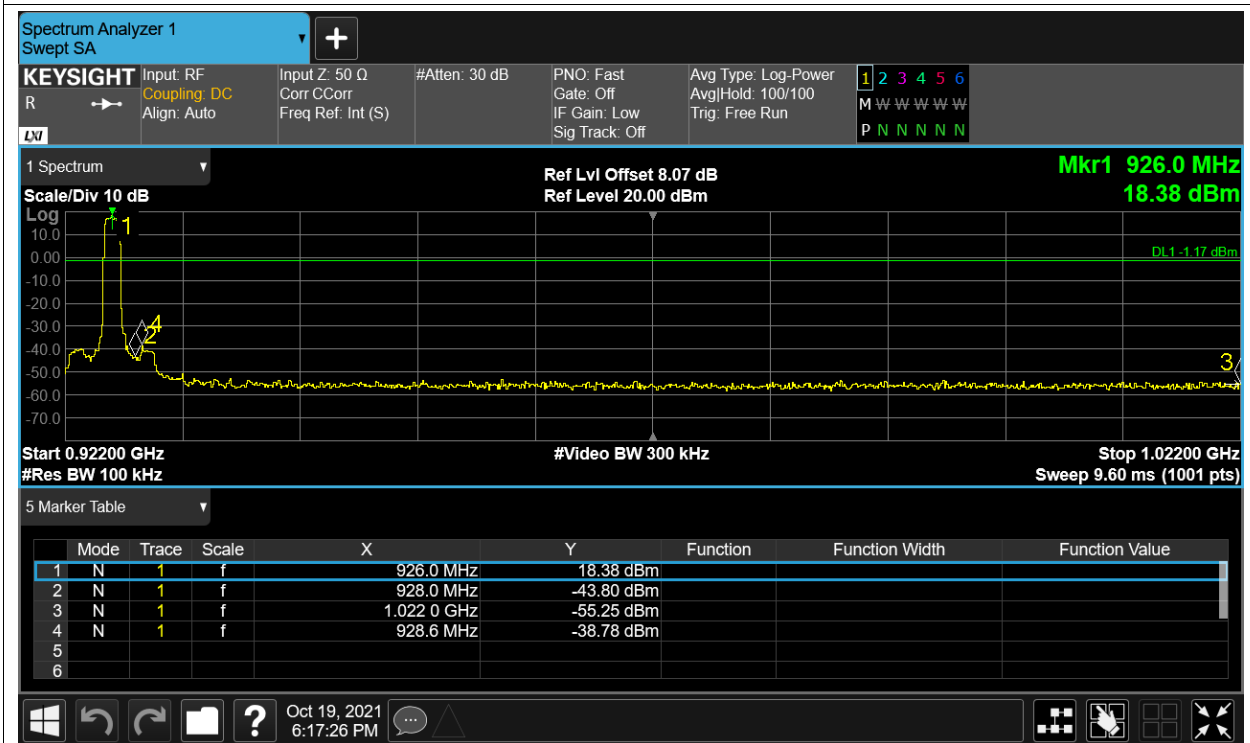 Spectrum Analyzer 1
Swept SA
+
KEYSIGHT Input: RF Input Z: 50 Ω #Atten: 30 dB PNO: Fast Avg Type: Log-Power 1 2 3 4 5 6
R Coupling: DC Corr CCorr Gate: Off Avg|Hold: 100/100 M W W W W W
Align: Auto Freq Ref: Int (S) IF Gain: Low Trig: Free Run
LXI Sig Track: Off P N N N N N
1 Spectrum Ref Lvl Offset 8.07 dB Mkr1 926.0 MHz
Scale/Div 10 dB Ref Level 20.00 dBm 18.38 dBm
Log
1
10.0
0.00 DL1 -1.17 dBm
-10.0
-20.0
-30.0 4
2
-40.0
3
-50.0
-60.0
-70.0
Start 0.92200 GHz #Video BW 300 kHz Stop 1.02200 GHz
#Res BW 100 kHz Sweep 9.60 ms (1001 pts)
5 Marker Table
Mode Trace Scale X Y Function Function Width Function Value
1 N 1 f 926.0 MHz 18.38 dBm
2 N 1 f 928.0 MHz -43.80 dBm
3 N 1 f 1.022 0 GHz -55.25 dBm
4 N 1 f 928.6 MHz -38.78 dBm
5
6
? Oct 19, 2021
6:17:26 PM